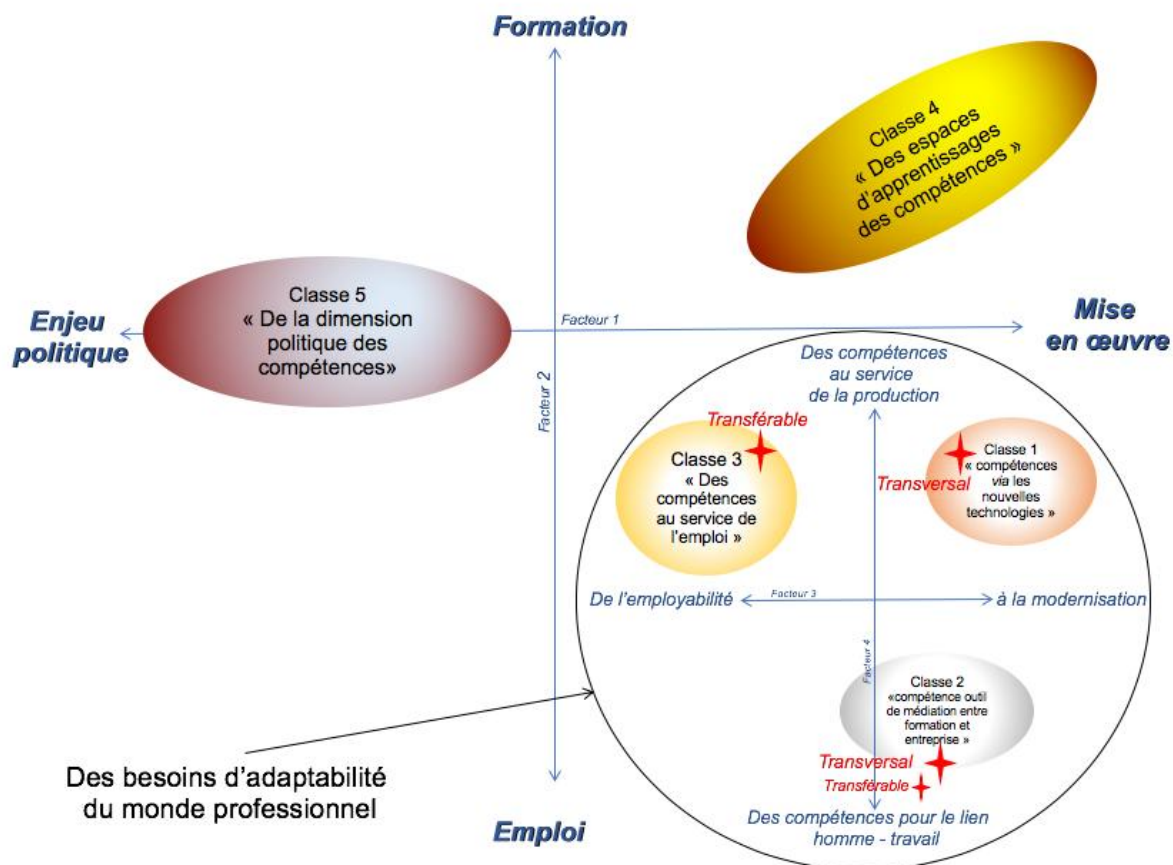 Formation
Classe 4
« Des espaces
d'apprentissages
des compétences »
Classe 5
« De la dimension
politique des
compétences»
Enjeu
politique
Facteur 1
Mise
en œuvre
Facteur 2
Des compétences
au service
de la production
Transférable
Classe 3
« Des
compétences
au service de
l'emploi »
Classe 1
« compétences
via les
nouvelles
technologies »
Transversal
De l'employabilité
Facteur 3
à la modernisation
Facteur 4
Classe 2
«compétence outil
de médiation entre
formation et
entreprise »
Transversal
Transférable
Des compétences pour le lien
homme - travail
Des besoins d'adaptabilité
du monde professionnel
Emploi